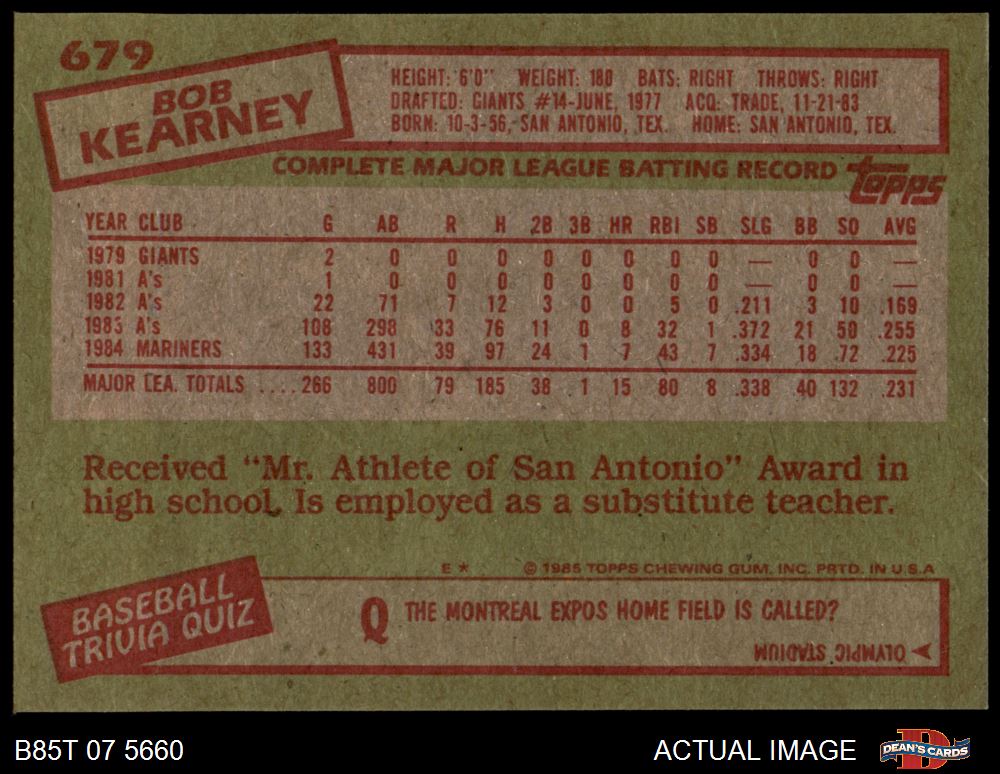 679
BOB
KEARNEY
HEIGHT: 6'0" WEIGHT: 180 BATS: RIGHT THROWS: RIGHT
DRAFTED: GIANTS #14-JUNE, 1977 ACQ: TRADE, 11-21-83
BORN: 10-3-56, SAN ANTONIO, TEX. HOME: SAN ANTONIO, TEX.
COMPLETE MAJOR LEAGUE BATTING RECORD topps
YEAR CLUB G AB R H 2B 3B HR RBI SB SLG BB SO AVG
1979 GIANTS 2 0 0 0 0 0 0 0 0 — 0 0 —
1981 A's 1 0 0 0 0 0 0 0 0 — 0 0 —
1982 A's 22 71 7 12 3 0 0 5 0 .211 3 10 .169
1983 A's 108 298 33 76 11 0 8 32 1 .372 21 50 .255
1984 MARINERS 133 431 39 97 24 1 7 43 7 .334 18 72 .225
MAJOR LEA. TOTALS .... 266 800 79 185 38 1 15 80 8 .338 40 132 .231
Received "Mr. Athlete of San Antonio" Award in
high school. Is employed as a substitute teacher.
E * © 1985 TOPPS CHEWING GUM, INC. PRTD. IN U.S.A
BASEBALL
TRIVIA QUIZ
Q THE MONTREAL EXPOS HOME FIELD IS CALLED?
OLYMPIC STADIUM
B85T 07 5660
ACTUAL IMAGE
DEAN'S CARDS